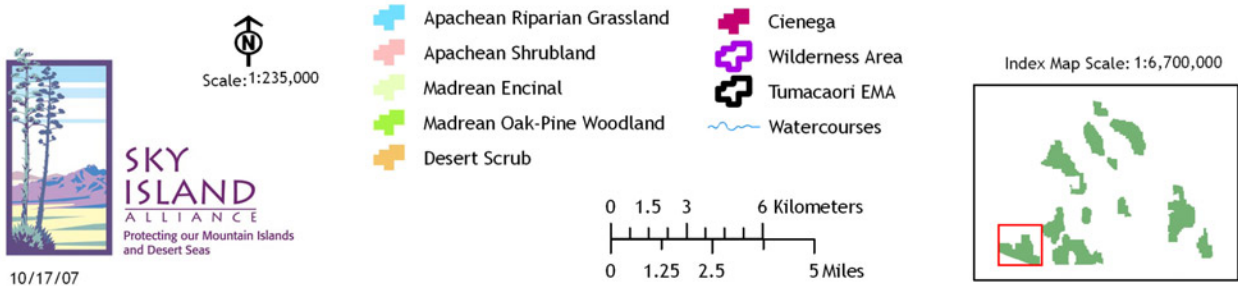 N
Scale: 1:235,000
SKY
ISLAND
ALLIANCE
Protecting our Mountain Islands
and Desert Seas
10/17/07
Apachean Riparian Grassland
Apachean Shrubland
Madrean Encinal
Madrean Oak-Pine Woodland
Desert Scrub
Cienega
Wilderness Area
Tumacaori EMA
Watercourses
0 1.5 3 6 Kilometers
0 1.25 2.5 5 Miles
Index Map Scale: 1:6,700,000